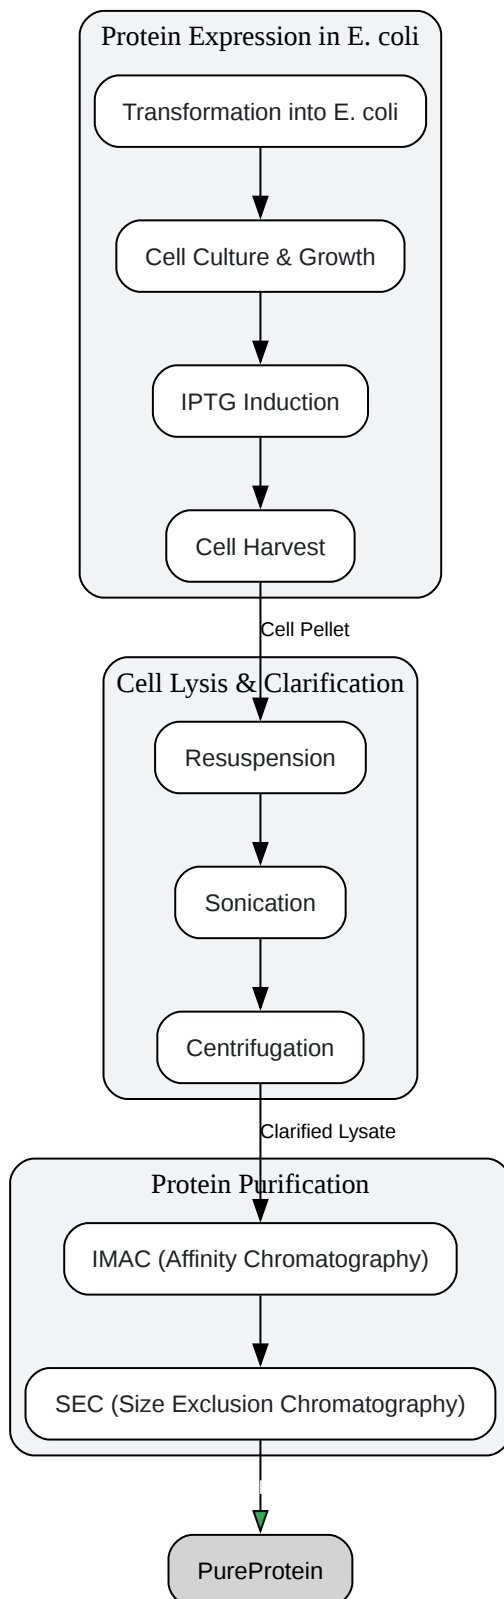 Protein Expression in E. coli
Transformation into E. coli
Cell Culture & Growth
IPTG Induction
Cell Harvest
Cell Pellet
Cell Lysis & Clarification
Resuspension
Sonication
Centrifugation
Clarified Lysate
Protein Purification
IMAC (Affinity Chromatography)
SEC (Size Exclusion Chromatography)
PureProtein